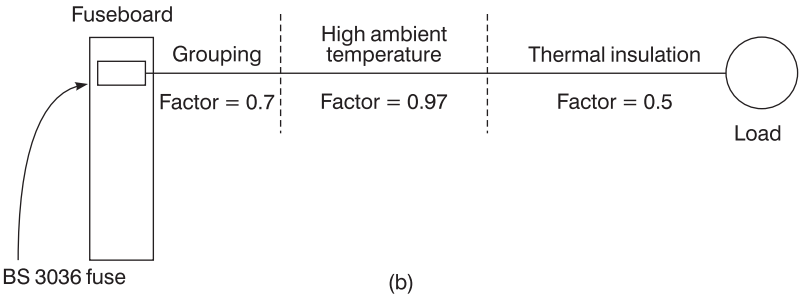 Fuseboard
Grouping
High ambient
temperature
Thermal insulation
Factor = 0.7
Factor = 0.97
Factor = 0.5
Load
BS 3036 fuse
(b)